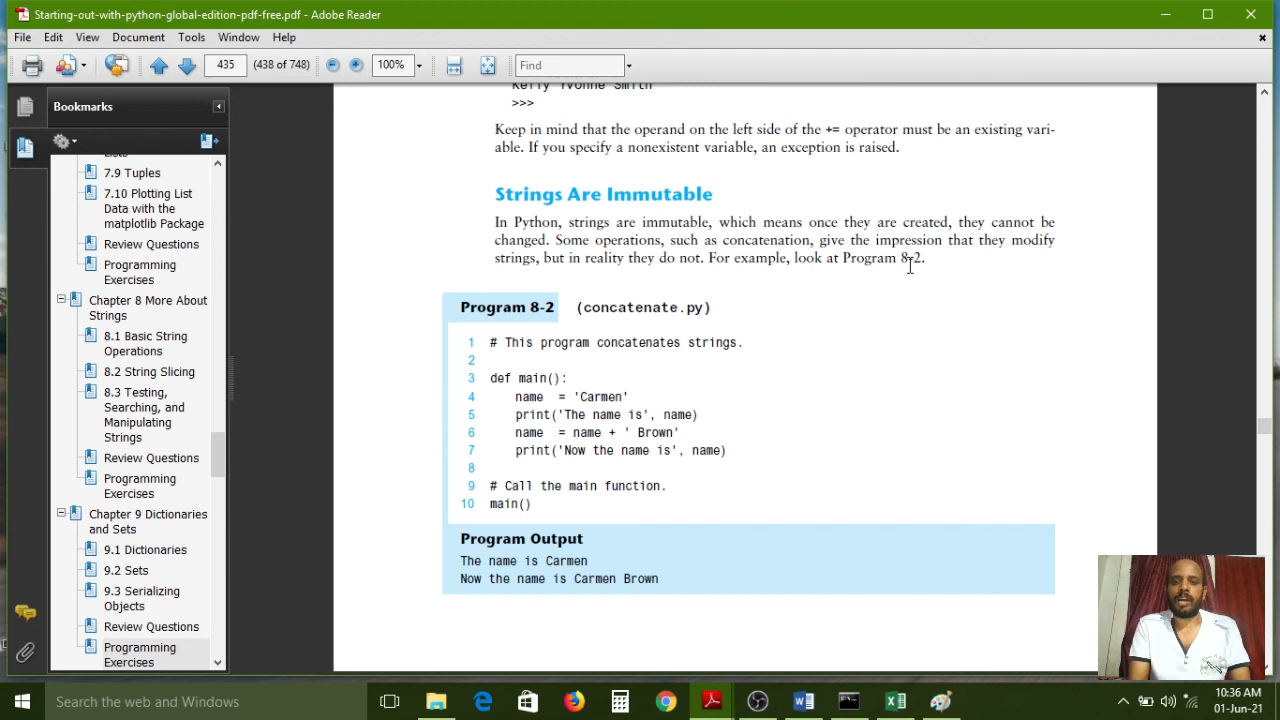 Starting-out-with-python-global-edition-pdf-free.pdf - Adobe Reader
File Edit View Document Tools Window Help
435 (438 of 748) 100% Find
Bookmarks
Lists
7.9 Tuples
7.10 Plotting List
Data with the
matplotlib Package
Review Questions
Programming
Exercises
Chapter 8 More About
Strings
8.1 Basic String
Operations
8.2 String Slicing
8.3 Testing,
Searching, and
Manipulating
Strings
Review Questions
Programming
Exercises
Chapter 9 Dictionaries
and Sets
9.1 Dictionaries
9.2 Sets
9.3 Serializing
Objects
Review Questions
Programming
Exercises
Kelly Yvonne Smith
>>>
Keep in mind that the operand on the left side of the += operator must be an existing vari-
able. If you specify a nonexistent variable, an exception is raised.
Strings Are Immutable
In Python, strings are immutable, which means once they are created, they cannot be
changed. Some operations, such as concatenation, give the impression that they modify
strings, but in reality they do not. For example, look at Program 8-2.
Program 8-2 (concatenate.py)
1 # This program concatenates strings.
2
3 def main():
4 name = 'Carmen'
5 print('The name is', name)
6 name = name + ' Brown'
7 print('Now the name is', name)
8
9 # Call the main function.
10 main()
Program Output
The name is Carmen
Now the name is Carmen Brown
Search the web and Windows
10:36 AM
01-Jun-21